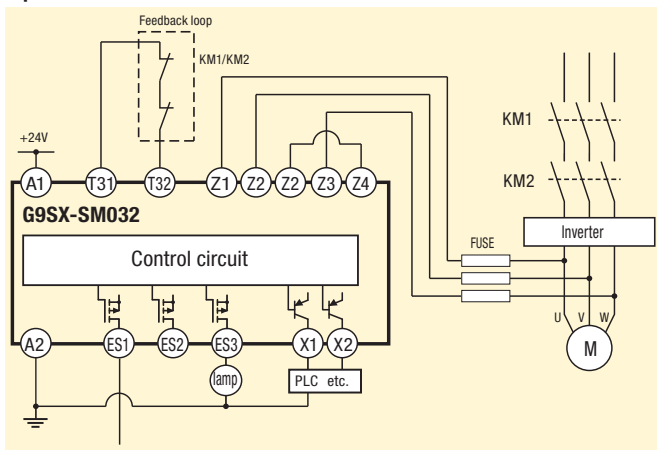 Feedback loop
KM1/KM2
+24V
KM1
KM2
A1 T31 T32 Z1 Z2 Z2 Z3 Z4
G9SX-SM032
Inverter
FUSE
Control circuit
U V W
A2 ES1 ES2 ES3 X1 X2
M
lamp
PLC etc.